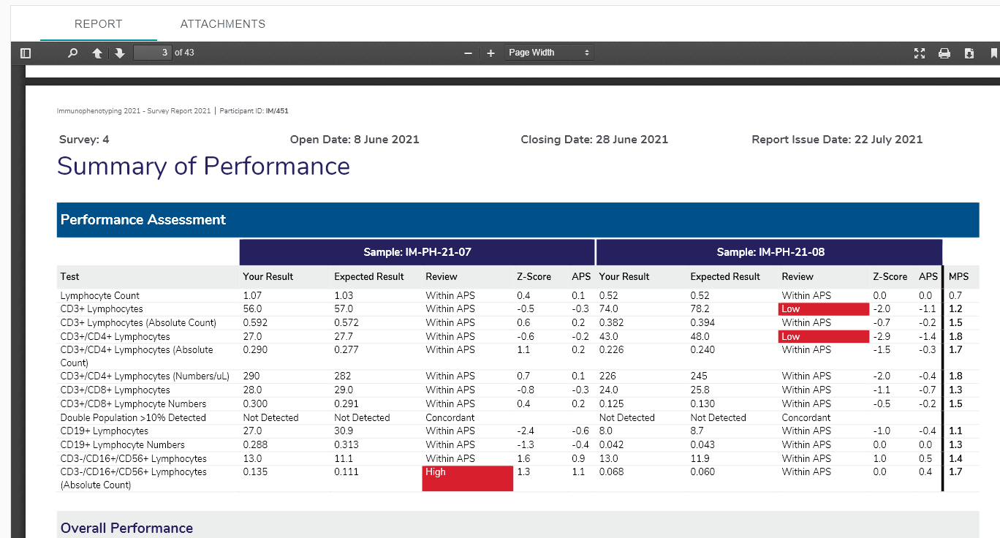 REPORT ATTACHMENTS
3 of 43 Page Width
Immunophenotyping 2021 - Survey Report 2021 | Participant ID: IM/451
Survey: 4 Open Date: 8 June 2021 Closing Date: 28 June 2021 Report Issue Date: 22 July 2021
Summary of Performance
Performance Assessment
Sample: IM-PH-21-07 Sample: IM-PH-21-08
Test Your Result Expected Result Review Z-Score APS Your Result Expected Result Review Z-Score APS MPS
Lymphocyte Count 1.07 1.03 Within APS 0.4 0.1 0.52 0.52 Within APS 0.0 0.0 0.7
CD3+ Lymphocytes 56.0 57.0 Within APS -0.5 -0.3 74.0 78.2 Low -2.0 -1.1 1.2
CD3+ Lymphocytes (Absolute Count) 0.592 0.572 Within APS 0.6 0.2 0.382 0.394 Within APS -0.7 -0.2 1.5
CD3+/CD4+ Lymphocytes 27.0 27.7 Within APS -0.6 -0.2 43.0 48.0 Low -2.9 -1.4 1.8
CD3+/CD4+ Lymphocytes (Absolute 0.290 0.277 Within APS 1.1 0.2 0.226 0.240 Within APS -1.5 -0.3 1.7
Count)
CD3+/CD4+ Lymphocytes (Numbers/uL) 290 282 Within APS 0.7 0.1 226 245 Within APS -2.0 -0.4 1.8
CD3+/CD8+ Lymphocytes 28.0 29.0 Within APS -0.8 -0.3 24.0 25.8 Within APS -1.1 -0.7 1.3
CD3+/CD8+ Lymphocyte Numbers 0.300 0.291 Within APS 0.4 0.2 0.125 0.130 Within APS -0.5 -0.2 1.5
Double Population >10% Detected Not Detected Not Detected Concordant Not Detected Not Detected Concordant
CD19+ Lymphocytes 27.0 30.9 Within APS -2.4 -0.6 8.0 8.7 Within APS -1.0 -0.4 1.1
CD19+ Lymphocyte Numbers 0.288 0.313 Within APS -1.3 -0.4 0.042 0.043 Within APS 0.0 0.0 1.3
CD3-/CD16+/CD56+ Lymphocytes 13.0 11.1 Within APS 1.6 0.9 13.0 11.9 Within APS 1.0 0.5 1.4
CD3-/CD16+/CD56+ Lymphocytes 0.135 0.111 High 1.3 1.1 0.068 0.060 Within APS 0.0 0.4 1.7
(Absolute Count)
Overall Performance